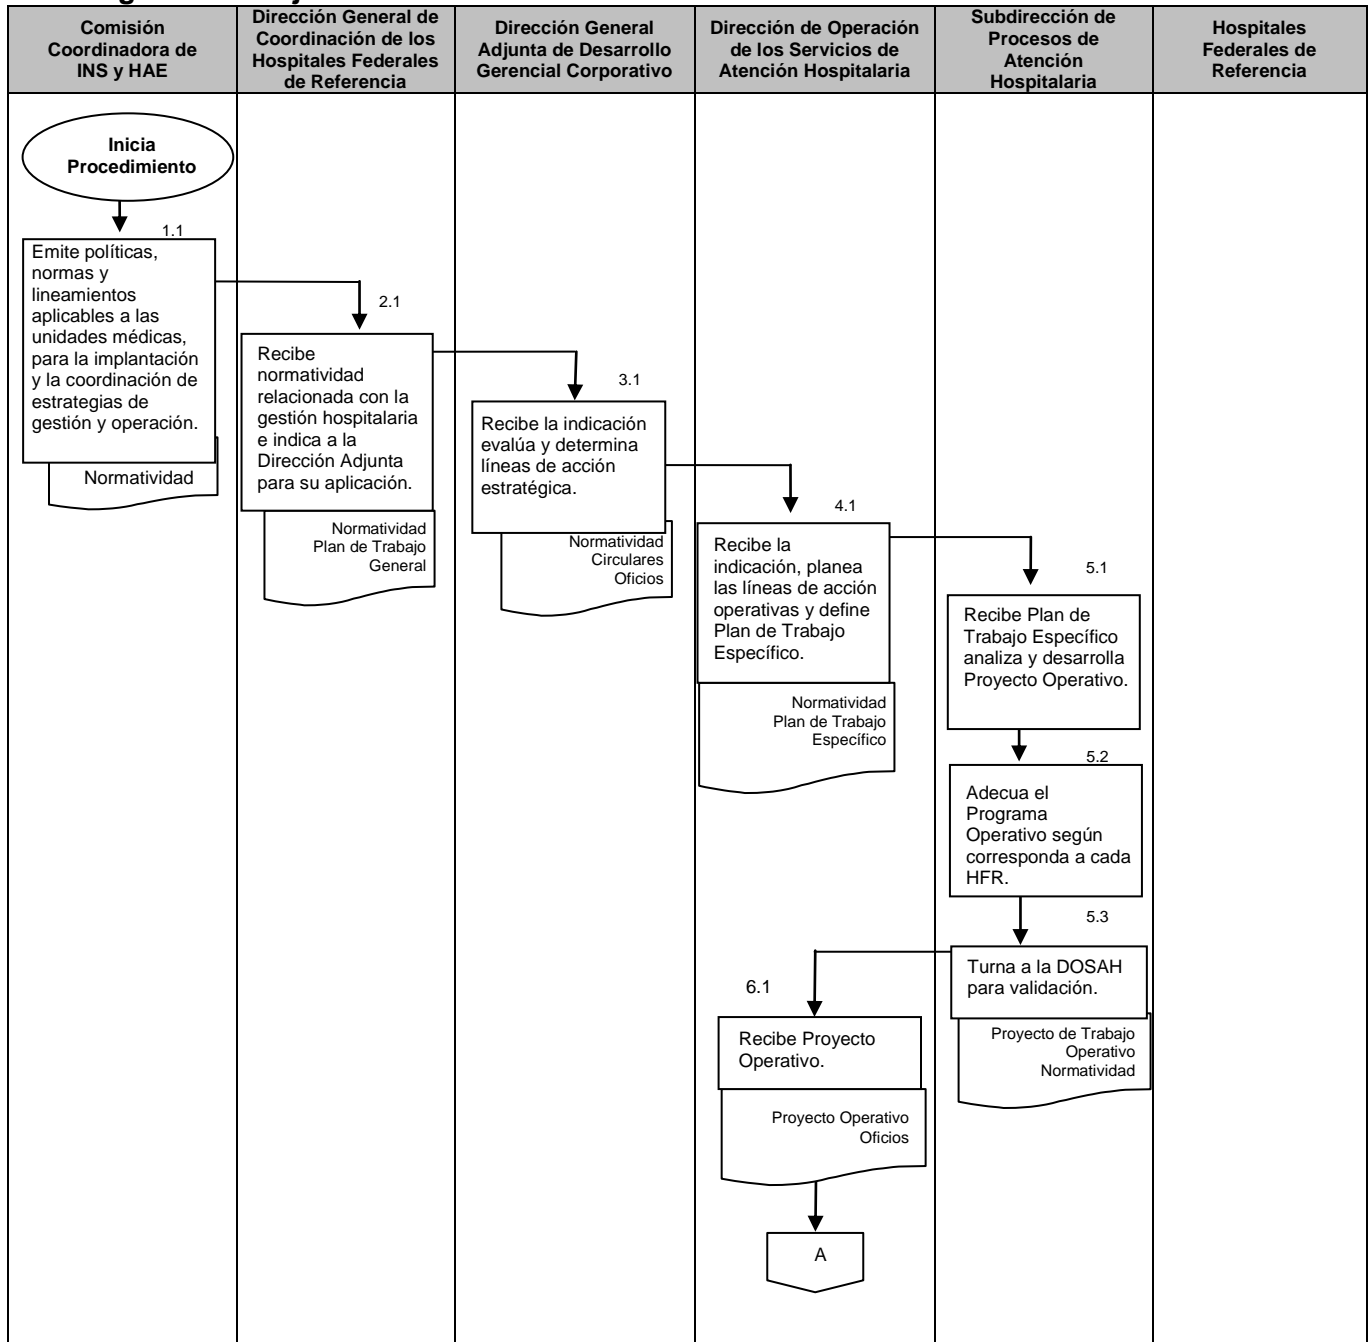 Comisión
Coordinadora de
INS y HAE
Dirección General de
Coordinación de los
Hospitales Federales
de Referencia
Dirección General
Adjunta de Desarrollo
Gerencial Corporativo
Dirección de Operación
de los Servicios de
Atención Hospitalaria
Subdirección de
Procesos de
Atención
Hospitalaria
Hospitales
Federales de
Referencia
Inicia
Procedimiento
1.1
Emite políticas,
normas y
lineamientos
aplicables a las
unidades médicas,
para la implantación
y la coordinación de
estrategias de
gestión y operación.
Normatividad
2.1
Recibe
normatividad
relacionada con la
gestión hospitalaria
e indica a la
Dirección Adjunta
para su aplicación.
Normatividad
Plan de Trabajo
General
3.1
Recibe la indicación
evalúa y determina
líneas de acción
estratégica.
Normatividad
Circulares
Oficios
4.1
Recibe la
indicación, planea
las líneas de acción
operativas y define
Plan de Trabajo
Específico.
Normatividad
Plan de Trabajo
Específico
5.1
Recibe Plan de
Trabajo Específico
analiza y desarrolla
Proyecto Operativo.
5.2
Adecua el
Programa
Operativo según
corresponda a cada
HFR.
5.3
Turna a la DOSAH
para validación.
Proyecto de Trabajo
Operativo
Normatividad
6.1
Recibe Proyecto
Operativo.
Proyecto Operativo
Oficios
A